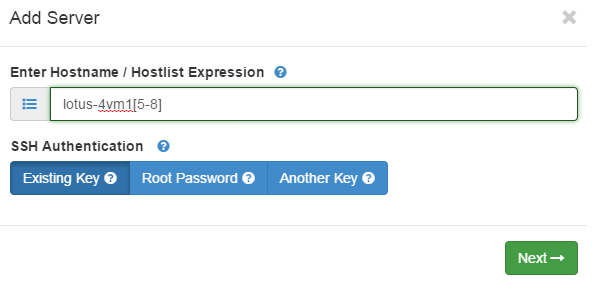 Add Server
Enter Hostname / Hostlist Expression
lotus-4vm1[5-8]
SSH Authentication
Existing Key Root Password Another Key
Next